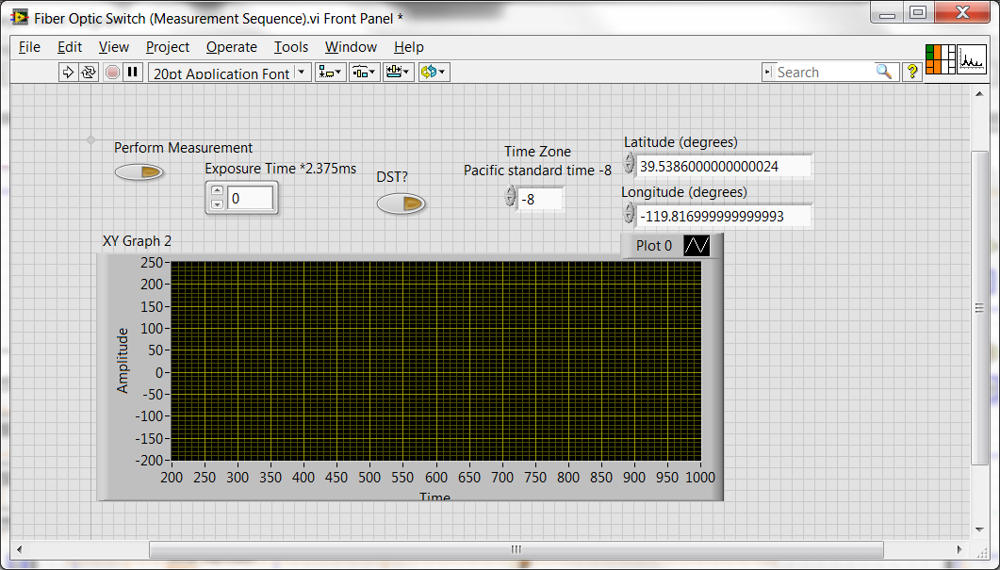 Fiber Optic Switch (Measurement Sequence).vi Front Panel *
File Edit View Project Operate Tools Window Help
20pt Application Font
Search
?
Perform Measurement
Exposure Time *2.375ms
0
DST?
Time Zone
Pacific standard time -8
-8
Latitude (degrees)
39.5386000000000024
Longitude (degrees)
-119.816999999999993
XY Graph 2
Plot 0
Amplitude
250
200
150
100
50
0
-50
-100
-150
-200
200 250 300 350 400 450 500 550 600 650 700 750 800 850 900 950 1000
Time